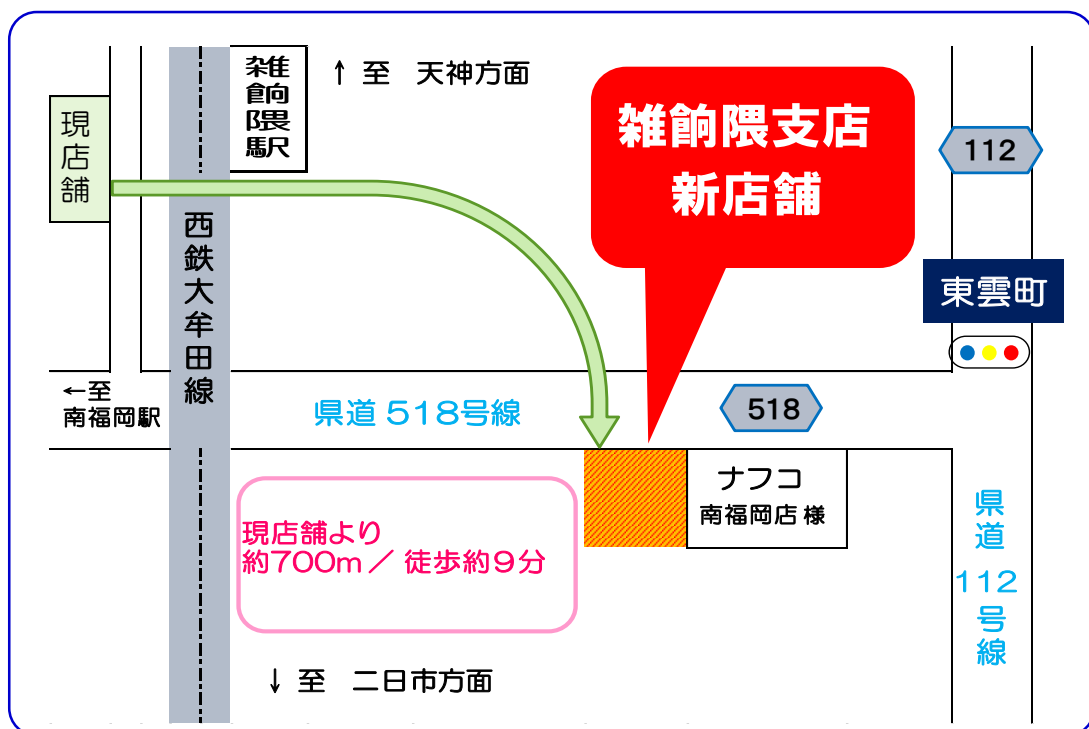 現店舗
雑餉隈駅
↑ 至　天神方面
雑餉隈支店
新店舗
112
西鉄大牟田線
東雲町
←至
南福岡駅
県道 518号線
518
ナフコ
南福岡店 様
現店舗より
約700m／ 徒歩約9分
県道
112
号線
↓ 至　二日市方面